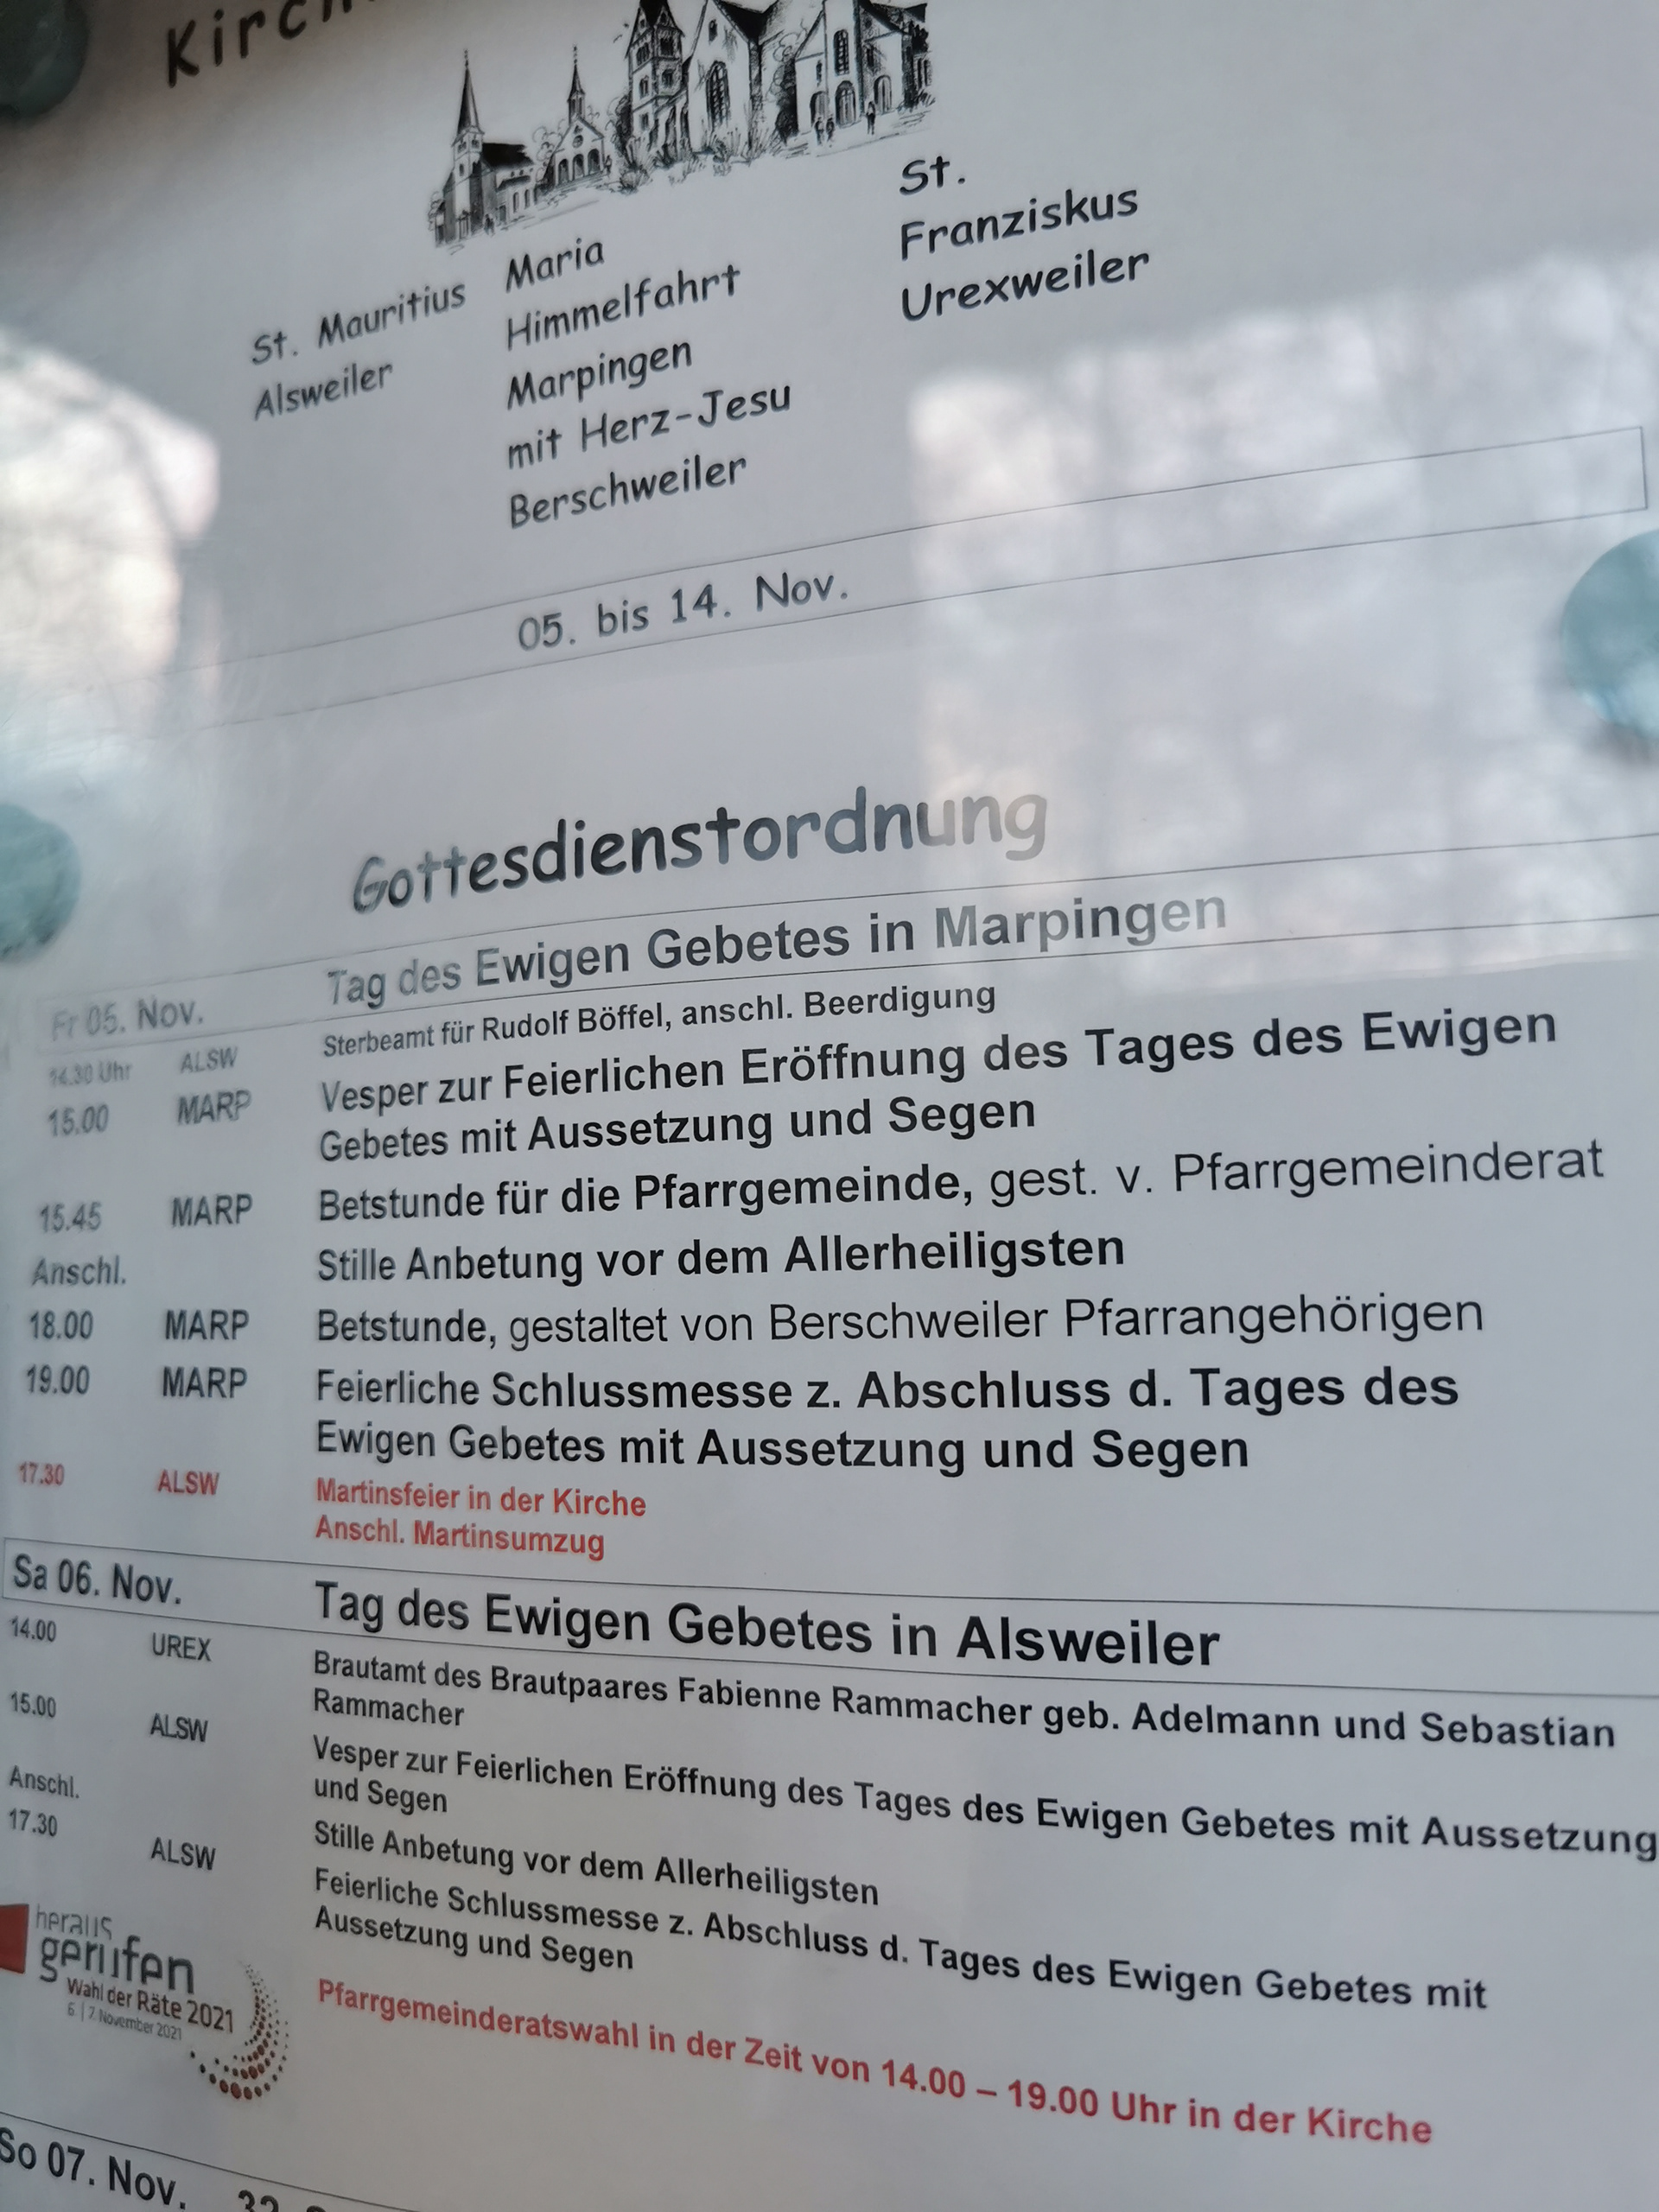 St. Mauritius
Alsweiler
Maria
Himmelfahrt
Marpingen
mit Herz-Jesu
Berschweiler
St.
Franziskus
Urexweiler
05. bis 14. Nov.
Gottesdienstordnung
Fr 05. Nov. Tag des Ewigen Gebetes in Marpingen
14.30 Uhr ALSW Sterbeamt für Rudolf Böffel, anschl. Beerdigung
15.00 MARP Vesper zur Feierlichen Eröffnung des Tages des Ewigen
Gebetes mit Aussetzung und Segen
15.45 MARP Betstunde für die Pfarrgemeinde, gest. v. Pfarrgemeinderat
Anschl. Stille Anbetung vor dem Allerheiligsten
18.00 MARP Betstunde, gestaltet von Berschweiler Pfarrangehörigen
19.00 MARP Feierliche Schlussmesse z. Abschluss d. Tages des
Ewigen Gebetes mit Aussetzung und Segen
17.30 ALSW Martinsfeier in der Kirche
Anschl. Martinsumzug
Sa 06. Nov. Tag des Ewigen Gebetes in Alsweiler
14.00 UREX Brautamt des Brautpaares Fabienne Rammacher geb. Adelmann und Sebastian
Rammacher
15.00 ALSW Vesper zur Feierlichen Eröffnung des Tages des Ewigen Gebetes mit Aussetzung
und Segen
Anschl. Stille Anbetung vor dem Allerheiligsten
17.30 ALSW Feierliche Schlussmesse z. Abschluss d. Tages des Ewigen Gebetes mit
Aussetzung und Segen
heraus
gerufen
Wahl der Räte 2021
6. | 7. November 2021
Pfarrgemeinderatswahl in der Zeit von 14.00 – 19.00 Uhr in der Kirche
So 07. Nov.